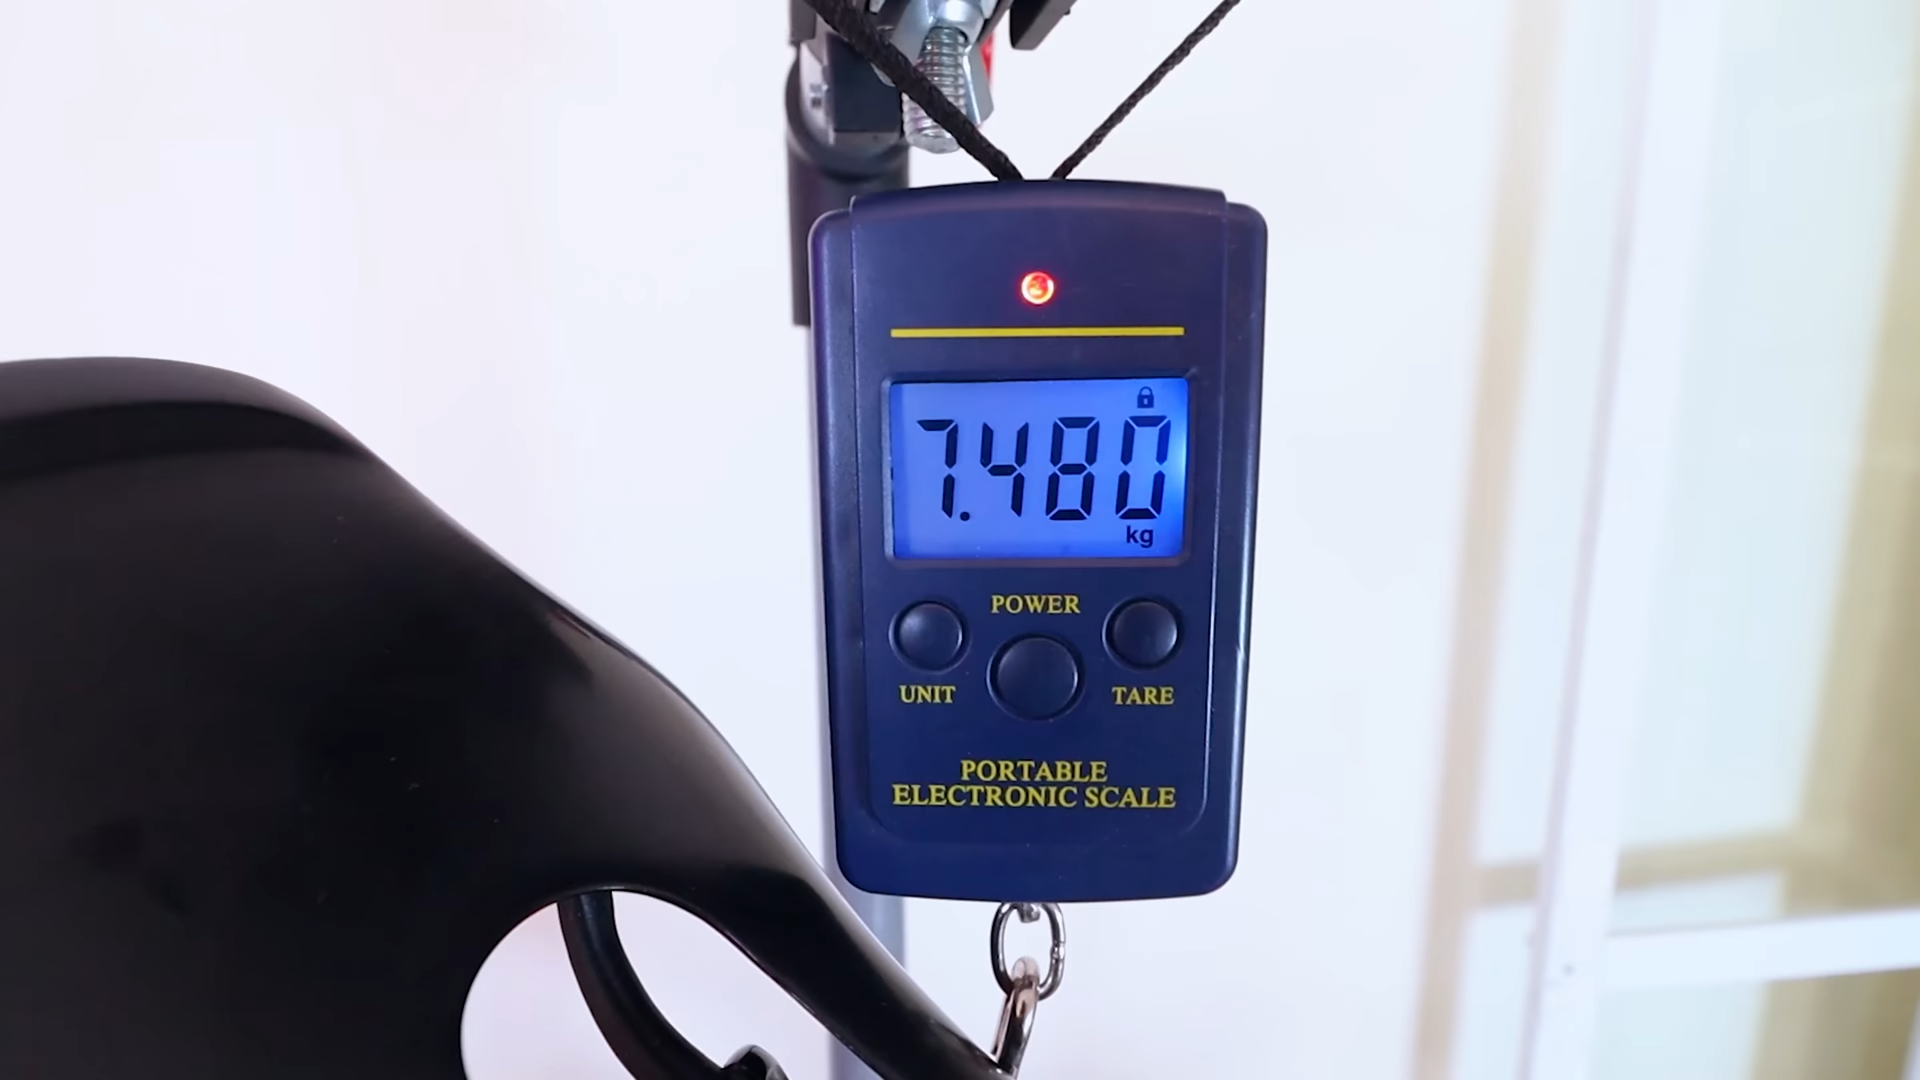 7.480
kg
POWER
UNIT
TARE
PORTABLE
ELECTRONIC SCALE